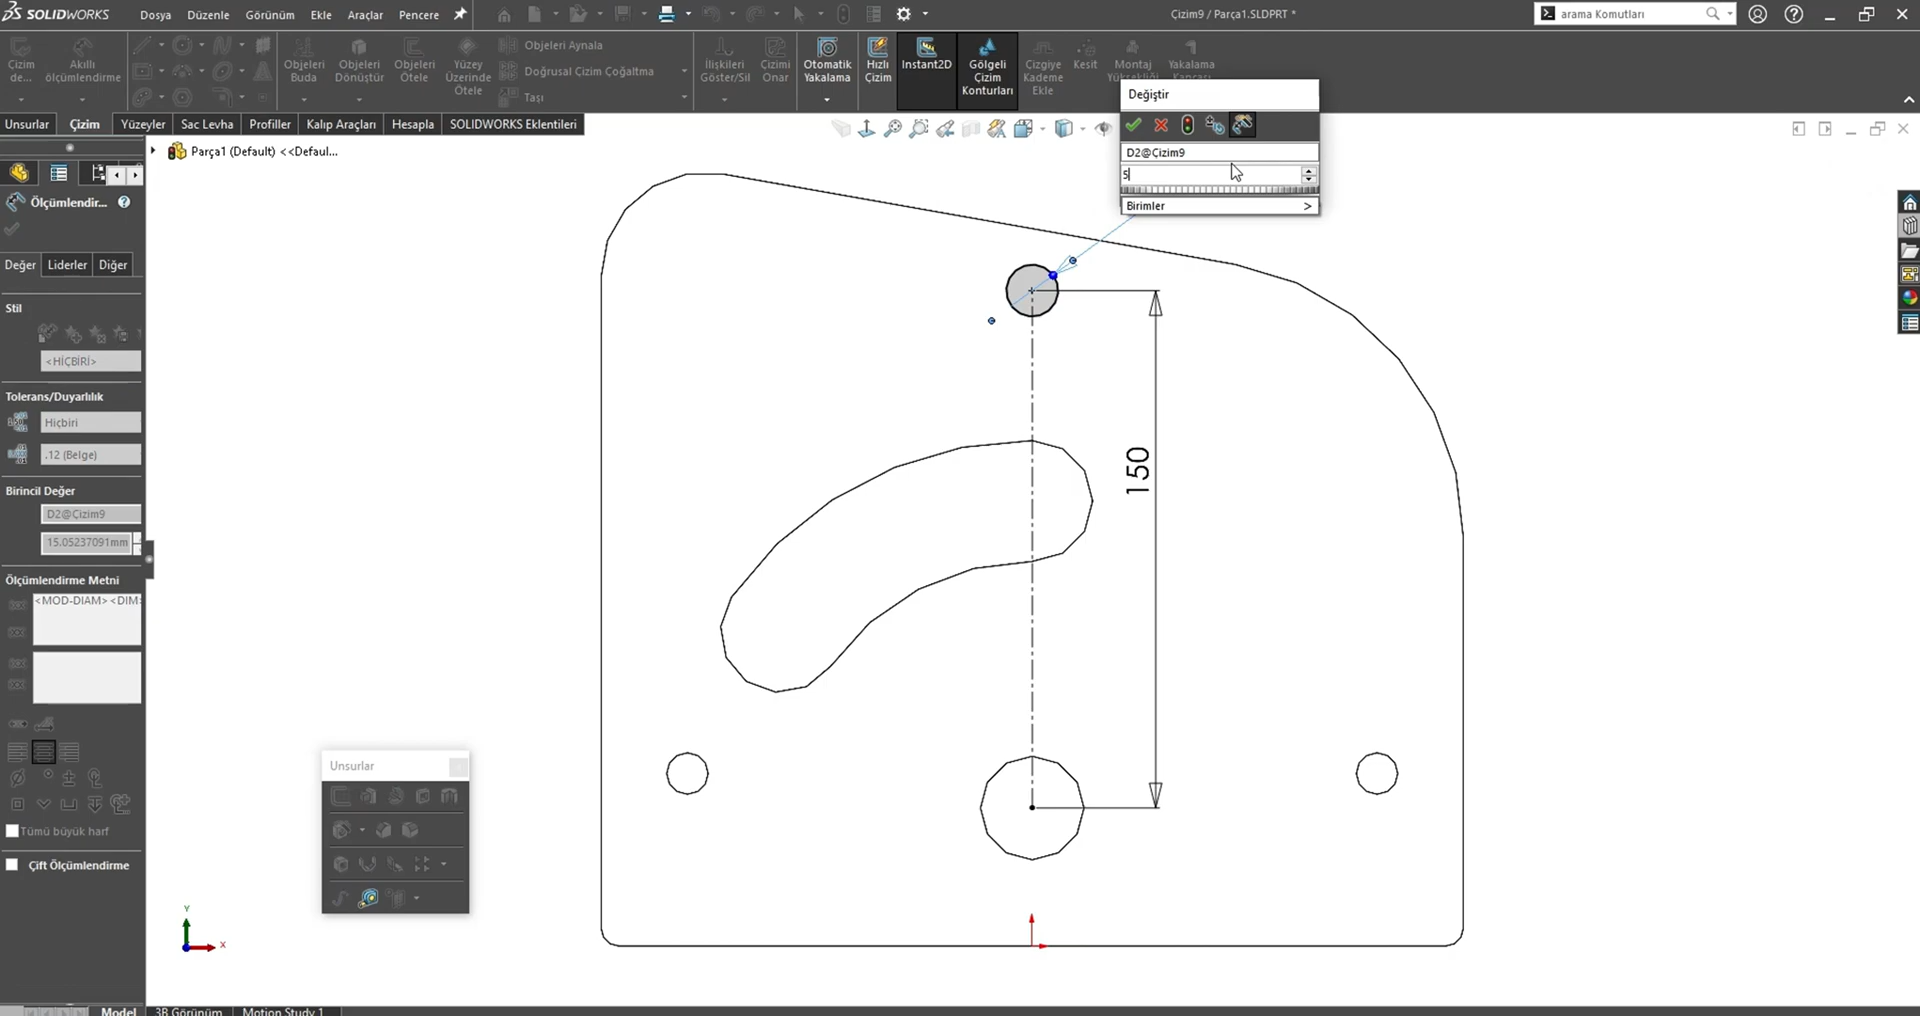 SOLIDWORKS
Dosya Düzenle Görünüm Ekle Araçlar Pencere
Çizim9 / Parça1.SLDPRT *
arama Komutları
Çizim de...
Akıllı ölçümlendirme
Objeleri Buda
Objeleri Dönüştür
Objeleri Ötele
Yüzey Üzerinde Ötele
Objeleri Aynala
Doğrusal Çizim Çoğaltma
Taşı
İlişkileri Göster/Sil
Çizimi Onar
Otomatik Yakalama
Hızlı Çizim
Instant2D
Gölgeli Çizim Konturları
Çizgiye Kademe Ekle
Kesit
Montaj Yüksekliği
Yakalama
Unsurlar Çizim Yüzeyler Sac Levha Profiller Kalıp Araçları Hesapla SOLIDWORKS Eklentileri
Değiştir
D2@Çizim9
5
Birimler >
Parça1 (Default) <<Defaul...
Ölçümlendir...
Değer Liderler Diğer
Stil
<HİÇBİRİ>
Tolerans/Duyarlılık
Hiçbiri
.12 (Belge)
Birincil Değer
D2@Çizim9
15.05237091mm
Ölçümlendirme Metni
<MOD-DIAM><DIM>
Tümü büyük harf
Çift Ölçümlendirme
150
Unsurlar
Y
X
Model 3B Görünüm Motion Study 1